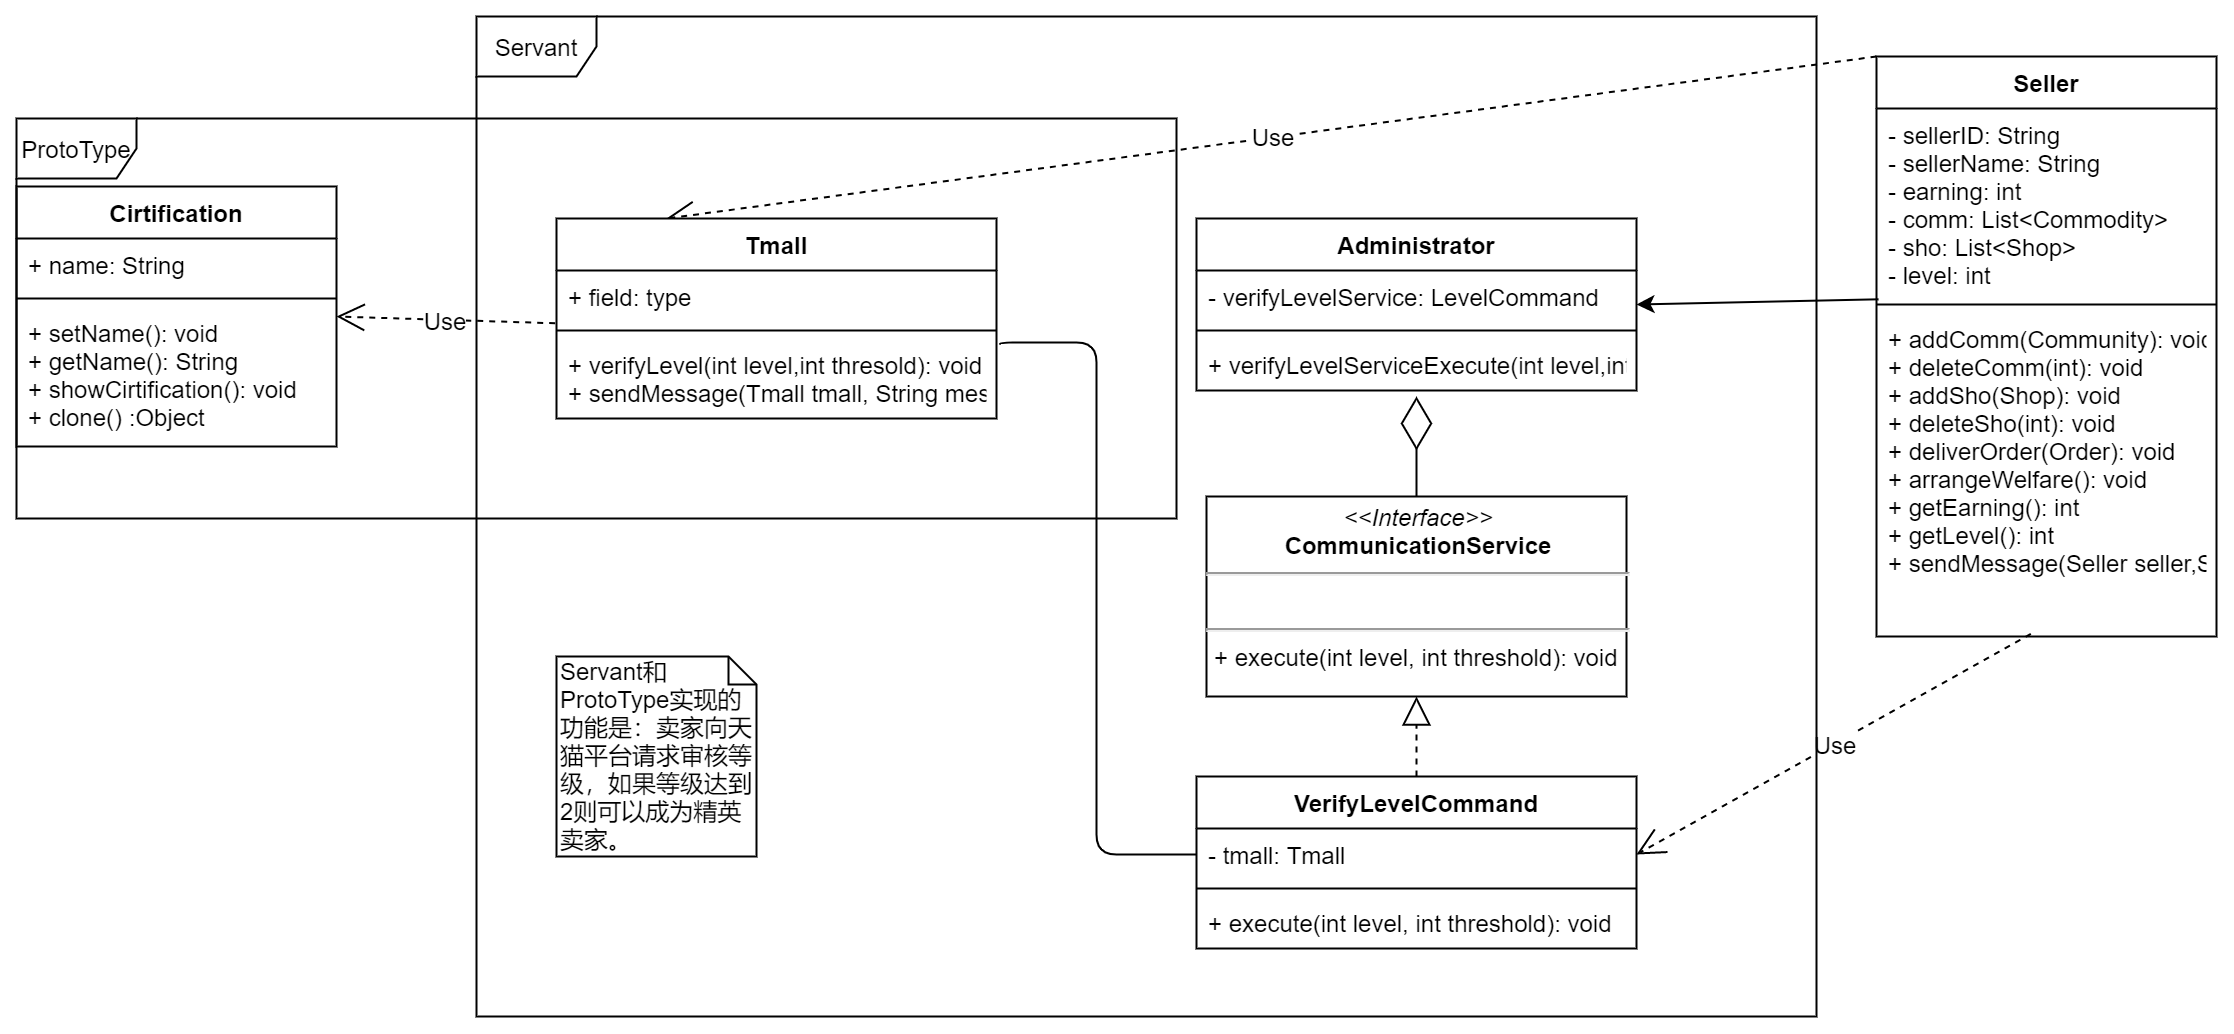 Servant
ProtoType
Cirtification
+ name: String
+ setName(): void
+ getName(): String
+ showCirtification(): void
+ clone() :Object
Use
Tmall
+ field: type
+ verifyLevel(int level,int thresold): void
+ sendMessage(Tmall tmall, String mes
Use
Administrator
- verifyLevelService: LevelCommand
+ verifyLevelServiceExecute(int level,in
<<Interface>>
CommunicationService
+ execute(int level, int threshold): void
VerifyLevelCommand
- tmall: Tmall
+ execute(int level, int threshold): void
Use
Seller
- sellerID: String
- sellerName: String
- earning: int
- comm: List<Commodity>
- sho: List<Shop>
- level: int
+ addComm(Community): voic
+ deleteComm(int): void
+ addSho(Shop): void
+ deleteSho(int): void
+ deliverOrder(Order): void
+ arrangeWelfare(): void
+ getEarning(): int
+ getLevel(): int
+ sendMessage(Seller seller,S
Servant和
ProtoType实现的
功能是：卖家向天
猫平台请求审核等
级，如果等级达到
2则可以成为精英
卖家。